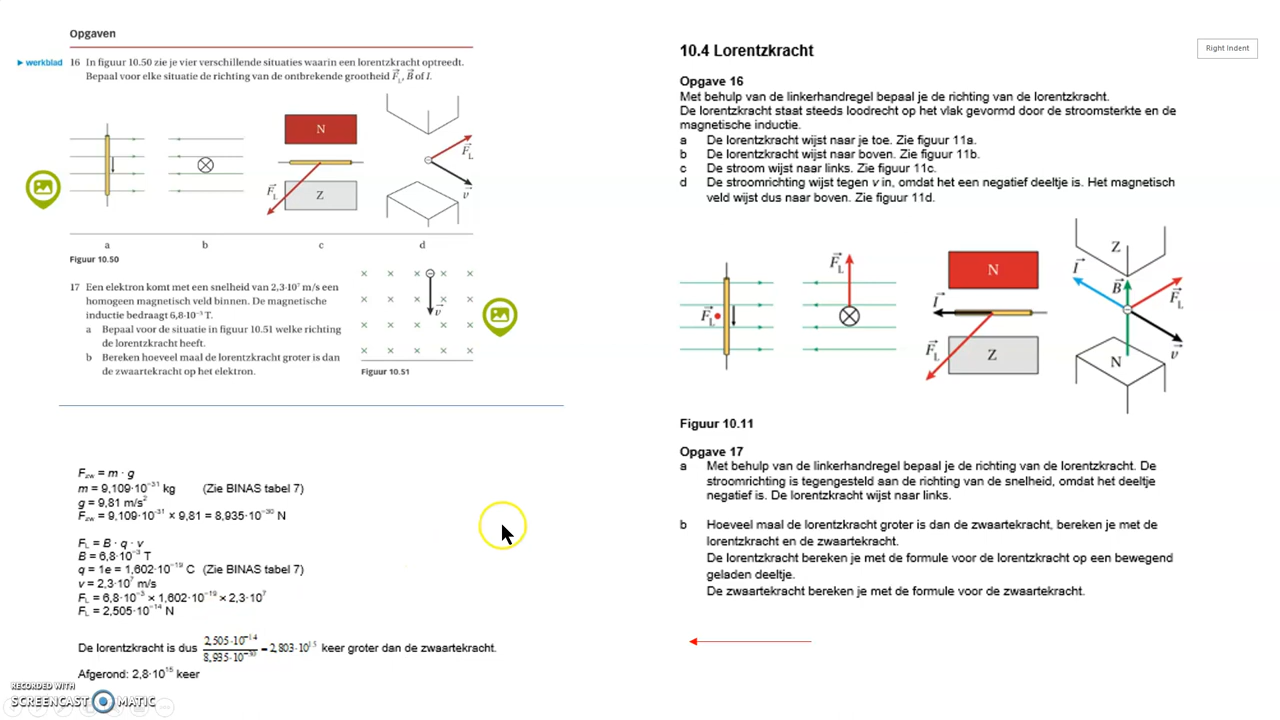 Opgaven
▶ werkblad 16 In figuur 10.50 zie je vier verschillende situaties waarin een lorentzkracht optreedt.
Bepaal voor elke situatie de richting van de ontbrekende grootheid F⃗L, B⃗ of I.
N
F⃗L
Z
F⃗L
v⃗
a b c d
Figuur 10.50
17 Een elektron komt met een snelheid van 2,3·10⁷ m/s een
homogeen magnetisch veld binnen. De magnetische
inductie bedraagt 6,8·10⁻³ T.
a Bepaal voor de situatie in figuur 10.51 welke richting
de lorentzkracht heeft.
b Bereken hoeveel maal de lorentzkracht groter is dan
de zwaartekracht op het elektron.
v⃗
Figuur 10.51
Fzw = m · g
m = 9,109·10⁻³¹ kg (Zie BINAS tabel 7)
g = 9,81 m/s²
Fzw = 9,109·10⁻³¹ × 9,81 = 8,935·10⁻³⁰ N
FL = B · q · v
B = 6,8·10⁻³ T
q = 1e = 1,602·10⁻¹⁹ C (Zie BINAS tabel 7)
v = 2,3·10⁷ m/s
FL = 6,8·10⁻³ × 1,602·10⁻¹⁹ × 2,3·10⁷
FL = 2,505·10⁻¹⁴ N
De lorentzkracht is dus 2,505·10⁻¹⁴ / 8,935·10⁻³⁰ = 2,803·10¹⁵ keer groter dan de zwaartekracht.
Afgerond: 2,8·10¹⁵ keer
RECORDED WITH
SCREENCAST MATIC
10.4 Lorentzkracht
Right Indent
Opgave 16
Met behulp van de linkerhandregel bepaal je de richting van de lorentzkracht.
De lorentzkracht staat steeds loodrecht op het vlak gevormd door de stroomsterkte en de
magnetische inductie.
a De lorentzkracht wijst naar je toe. Zie figuur 11a.
b De lorentzkracht wijst naar boven. Zie figuur 11b.
c De stroom wijst naar links. Zie figuur 11c.
d De stroomrichting wijst tegen v in, omdat het een negatief deeltje is. Het magnetisch
veld wijst dus naar boven. Zie figuur 11d.
F⃗L
F⃗L
N
I⃗
F⃗L
Z
Z
I⃗
B⃗
F⃗L
v⃗
N
Figuur 10.11
Opgave 17
a Met behulp van de linkerhandregel bepaal je de richting van de lorentzkracht. De
stroomrichting is tegengesteld aan de richting van de snelheid, omdat het deeltje
negatief is. De lorentzkracht wijst naar links.
b Hoeveel maal de lorentzkracht groter is dan de zwaartekracht, bereken je met de
lorentzkracht en de zwaartekracht.
De lorentzkracht bereken je met de formule voor de lorentzkracht op een bewegend
geladen deeltje.
De zwaartekracht bereken je met de formule voor de zwaartekracht.